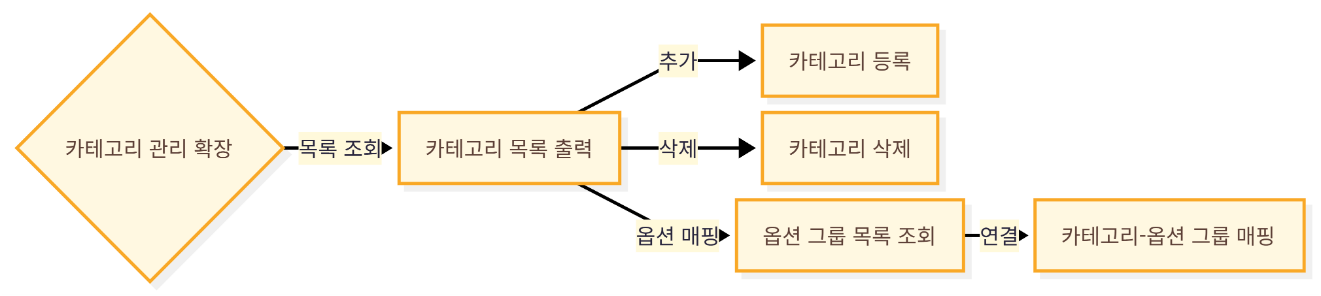 카테고리 관리 확장
목록 조회
카테고리 목록 출력
추가
카테고리 등록
삭제
카테고리 삭제
옵션 매핑
옵션 그룹 목록 조회
연결
카테고리-옵션 그룹 매핑